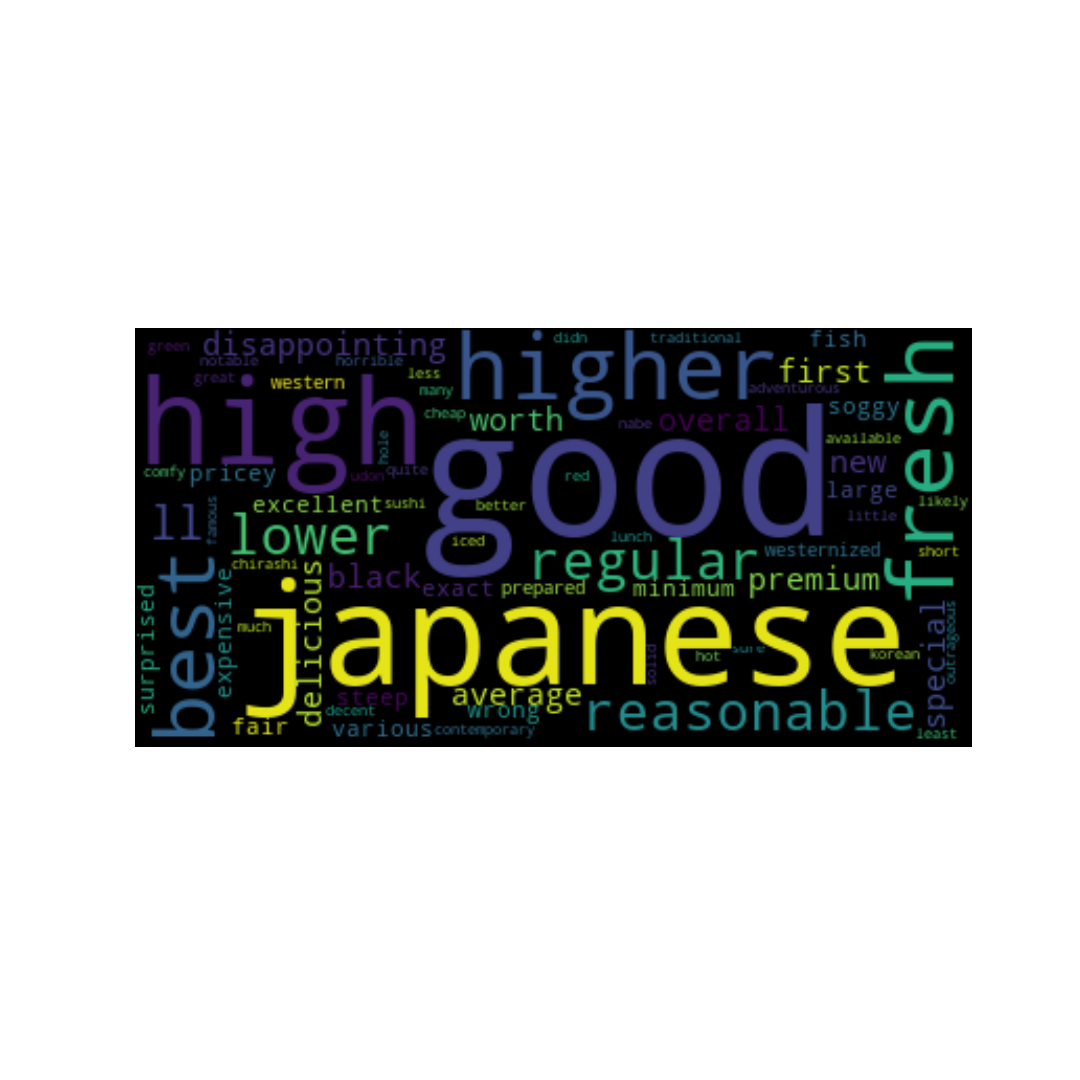 green
disappointing
notable
horrible
great
western
less
many
higher
didn
traditional
fish
first
adventurous
high
cheap
worth
nabe
overall
soggy
fresh
good
available
hole
comfy
pricey
udon
quite
red
new
large
likely
little
ll
famous
excellent
sushi
better
iced
lower
lunch
regular
westernized
short
chirashi
black
exact
prepared
minimum
premium
best
surprised
expensive
delicious
much
japanese
solid
hot
sure
korean
special
outrageous
steep
average
decent
wrong
reasonable
fair
various
contemporary
least